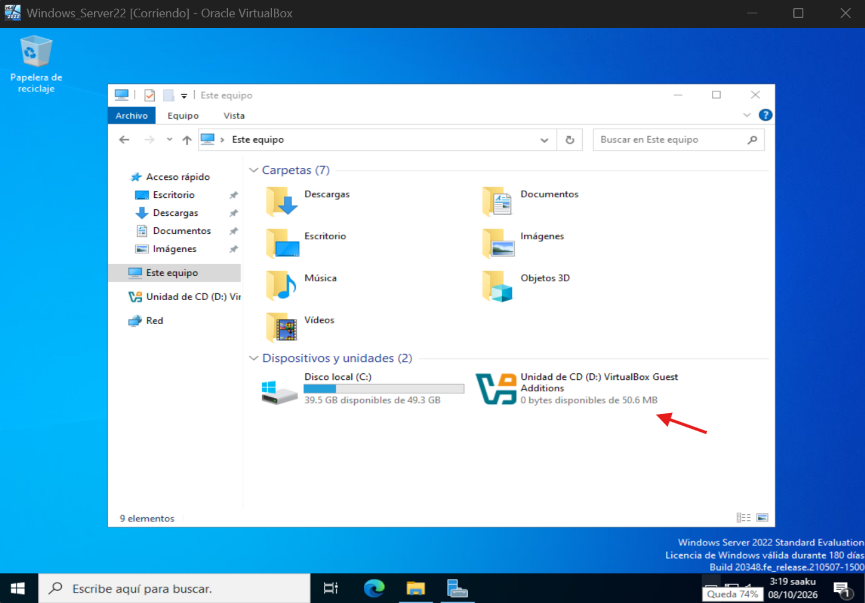 Windows_Server22 [Corriendo] - Oracle VirtualBox
Papelera de
reciclaje
Este equipo
Archivo
Equipo
Vista
Este equipo
Buscar en Este equipo
Acceso rápido
Escritorio
Descargas
Documentos
Imágenes
Este equipo
Unidad de CD (D:) Vir
Red
Carpetas (7)
Descargas
Documentos
Escritorio
Imágenes
Música
Objetos 3D
Vídeos
Dispositivos y unidades (2)
Disco local (C:)
39.5 GB disponibles de 49.3 GB
Unidad de CD (D:) VirtualBox Guest
Additions
0 bytes disponibles de 50.6 MB
9 elementos
Windows Server 2022 Standard Evaluation
Licencia de Windows válida durante 180 días
Build 20348.fe_release.210507-1500
Escribe aquí para buscar.
Queda 74%
3:19 saaku
08/10/2026
1